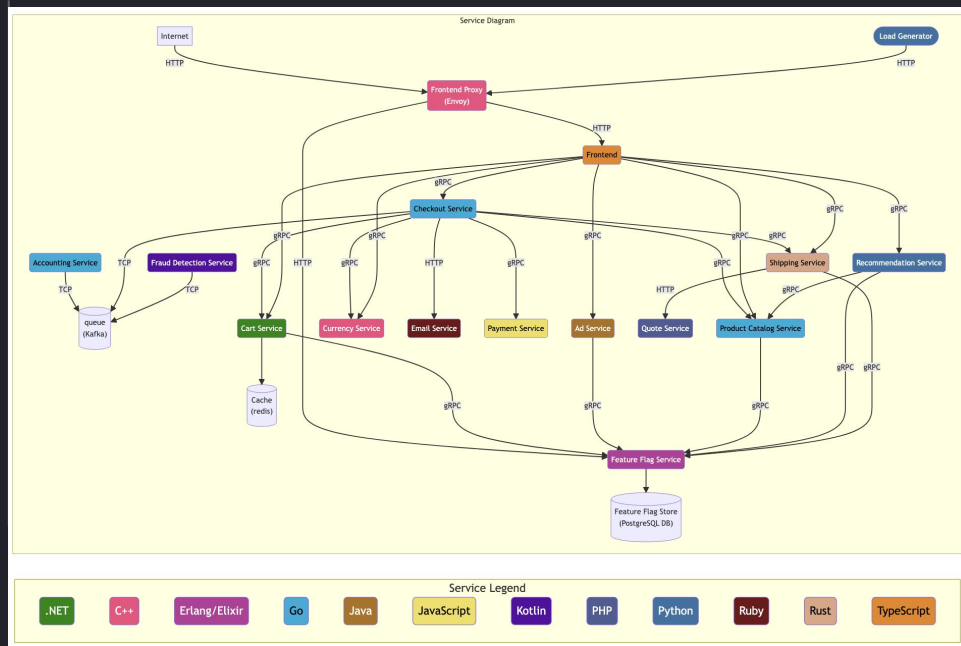 Service Diagram
Internet
Load Generator
HTTP
HTTP
Frontend Proxy
(Envoy)
HTTP
Frontend
gRPC
Checkout Service
gRPC
gRPC
gRPC
gRPC
gRPC
gRPC
gRPC
gRPC
Accounting Service
TCP
Fraud Detection Service
gRPC
HTTP
gRPC
HTTP
gRPC
gRPC
Shipping Service
Recommendation Service
TCP
TCP
HTTP
gRPC
queue
(Kafka)
Cart Service
Currency Service
Email Service
Payment Service
Ad Service
Quote Service
Product Catalog Service
gRPC
gRPC
Cache
(redis)
gRPC
gRPC
gRPC
Feature Flag Service
Feature Flag Store
(PostgreSQL DB)
Service Legend
.NET
C++
Erlang/Elixir
Go
Java
JavaScript
Kotlin
PHP
Python
Ruby
Rust
TypeScript